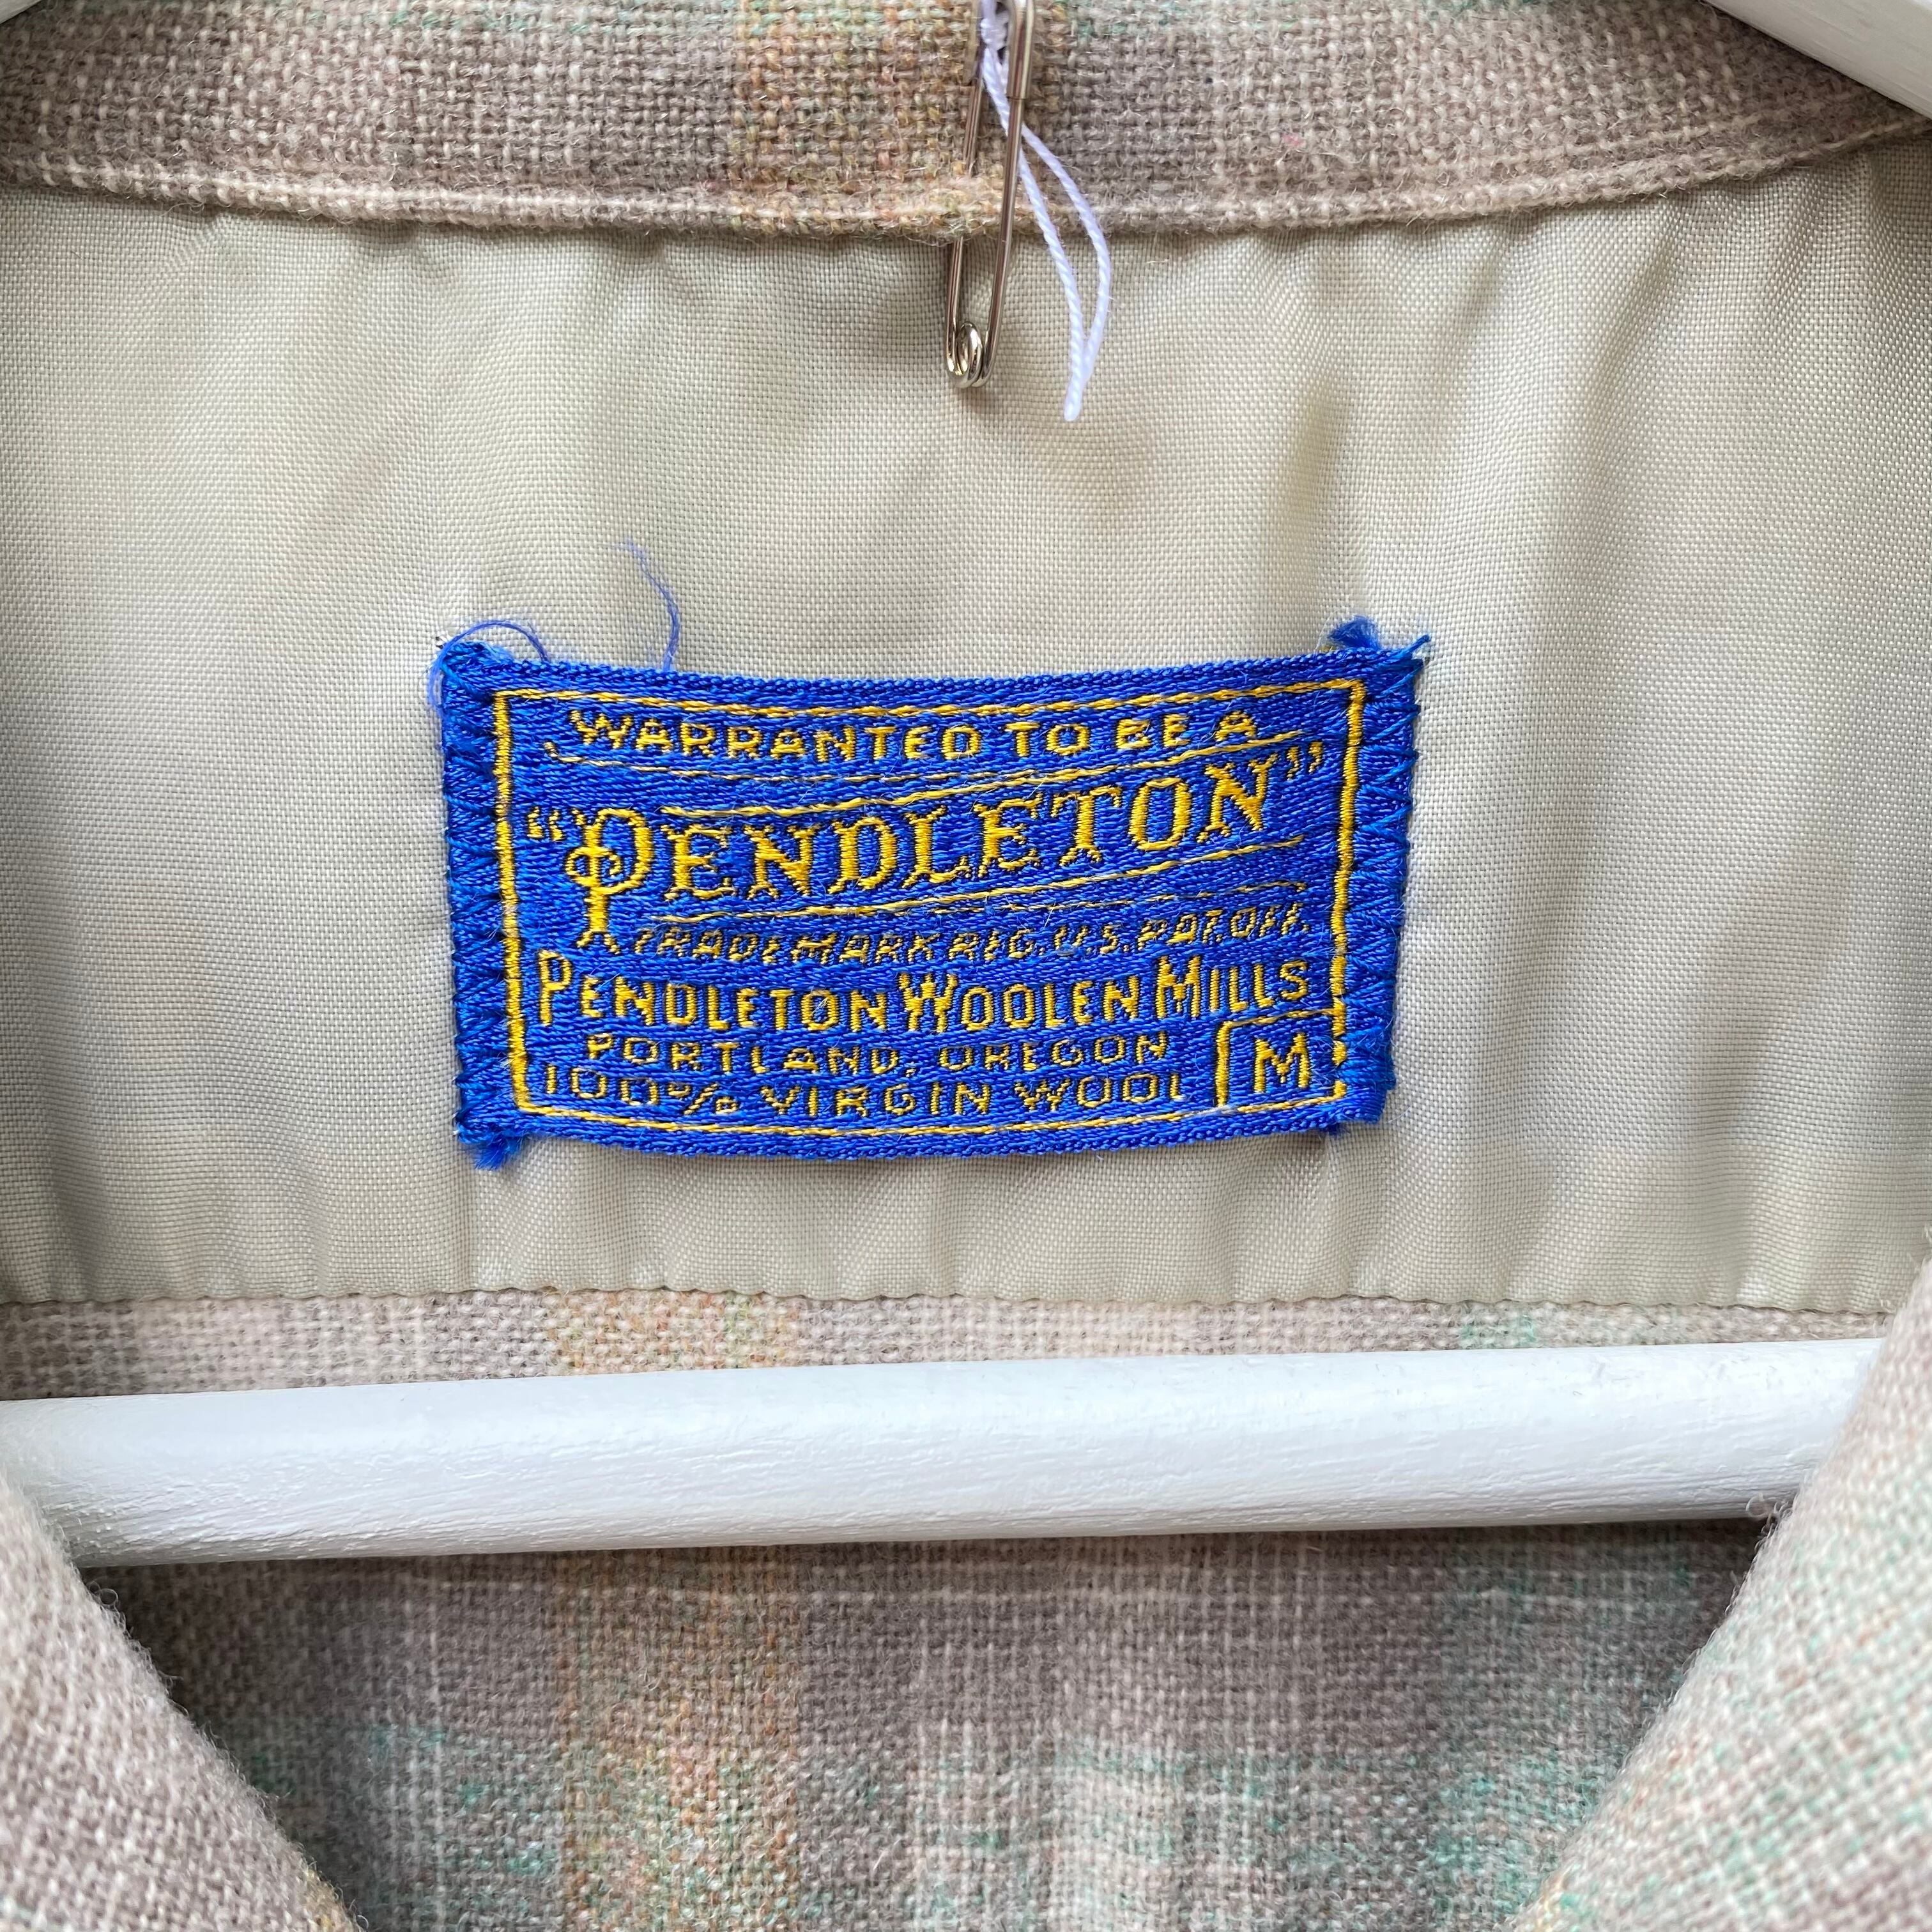 WARRANTED TO BE A
"PENDLETON"
TRADE MARK REG. U.S. PAT. OFF.
PENDLETON WOOLEN MILLS
PORTLAND, OREGON
100% VIRGIN WOOL
M